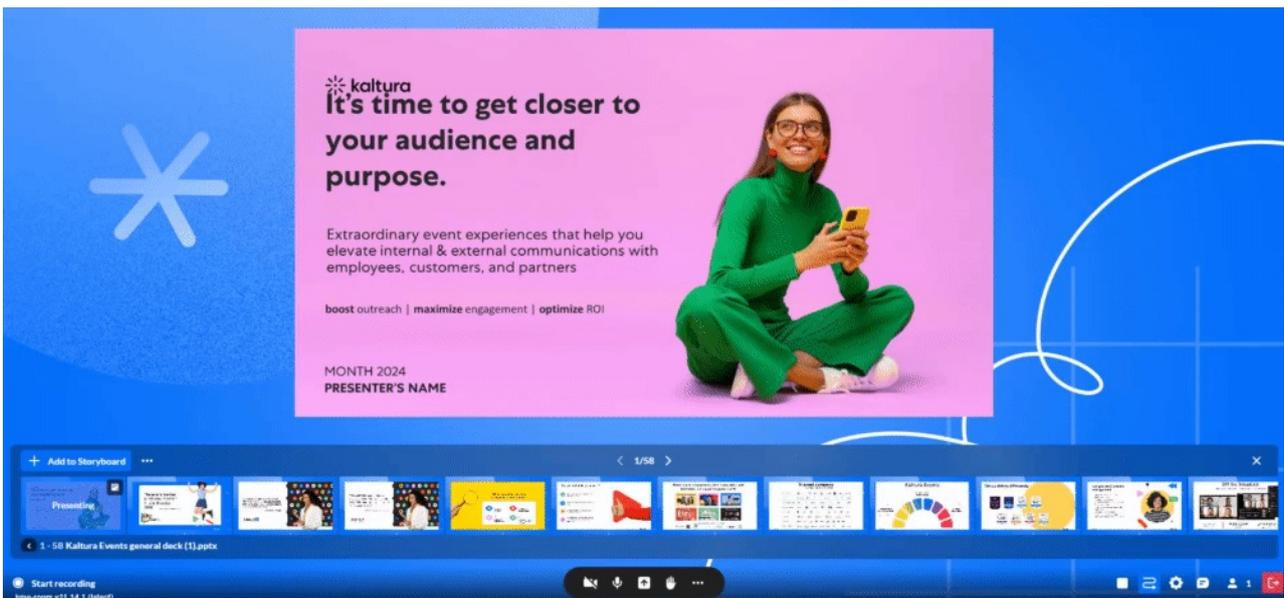 kaltura
It's time to get closer to
your audience and
purpose.
Extraordinary event experiences that help you
elevate internal & external communications with
employees, customers, and partners
boost outreach | maximize engagement | optimize ROI
MONTH 2024
PRESENTER'S NAME
+ Add to Storyboard
1/58
Presenting
Kaltura Events
1 - 58 Kaltura Events general deck (1).pptx
Start recording
1